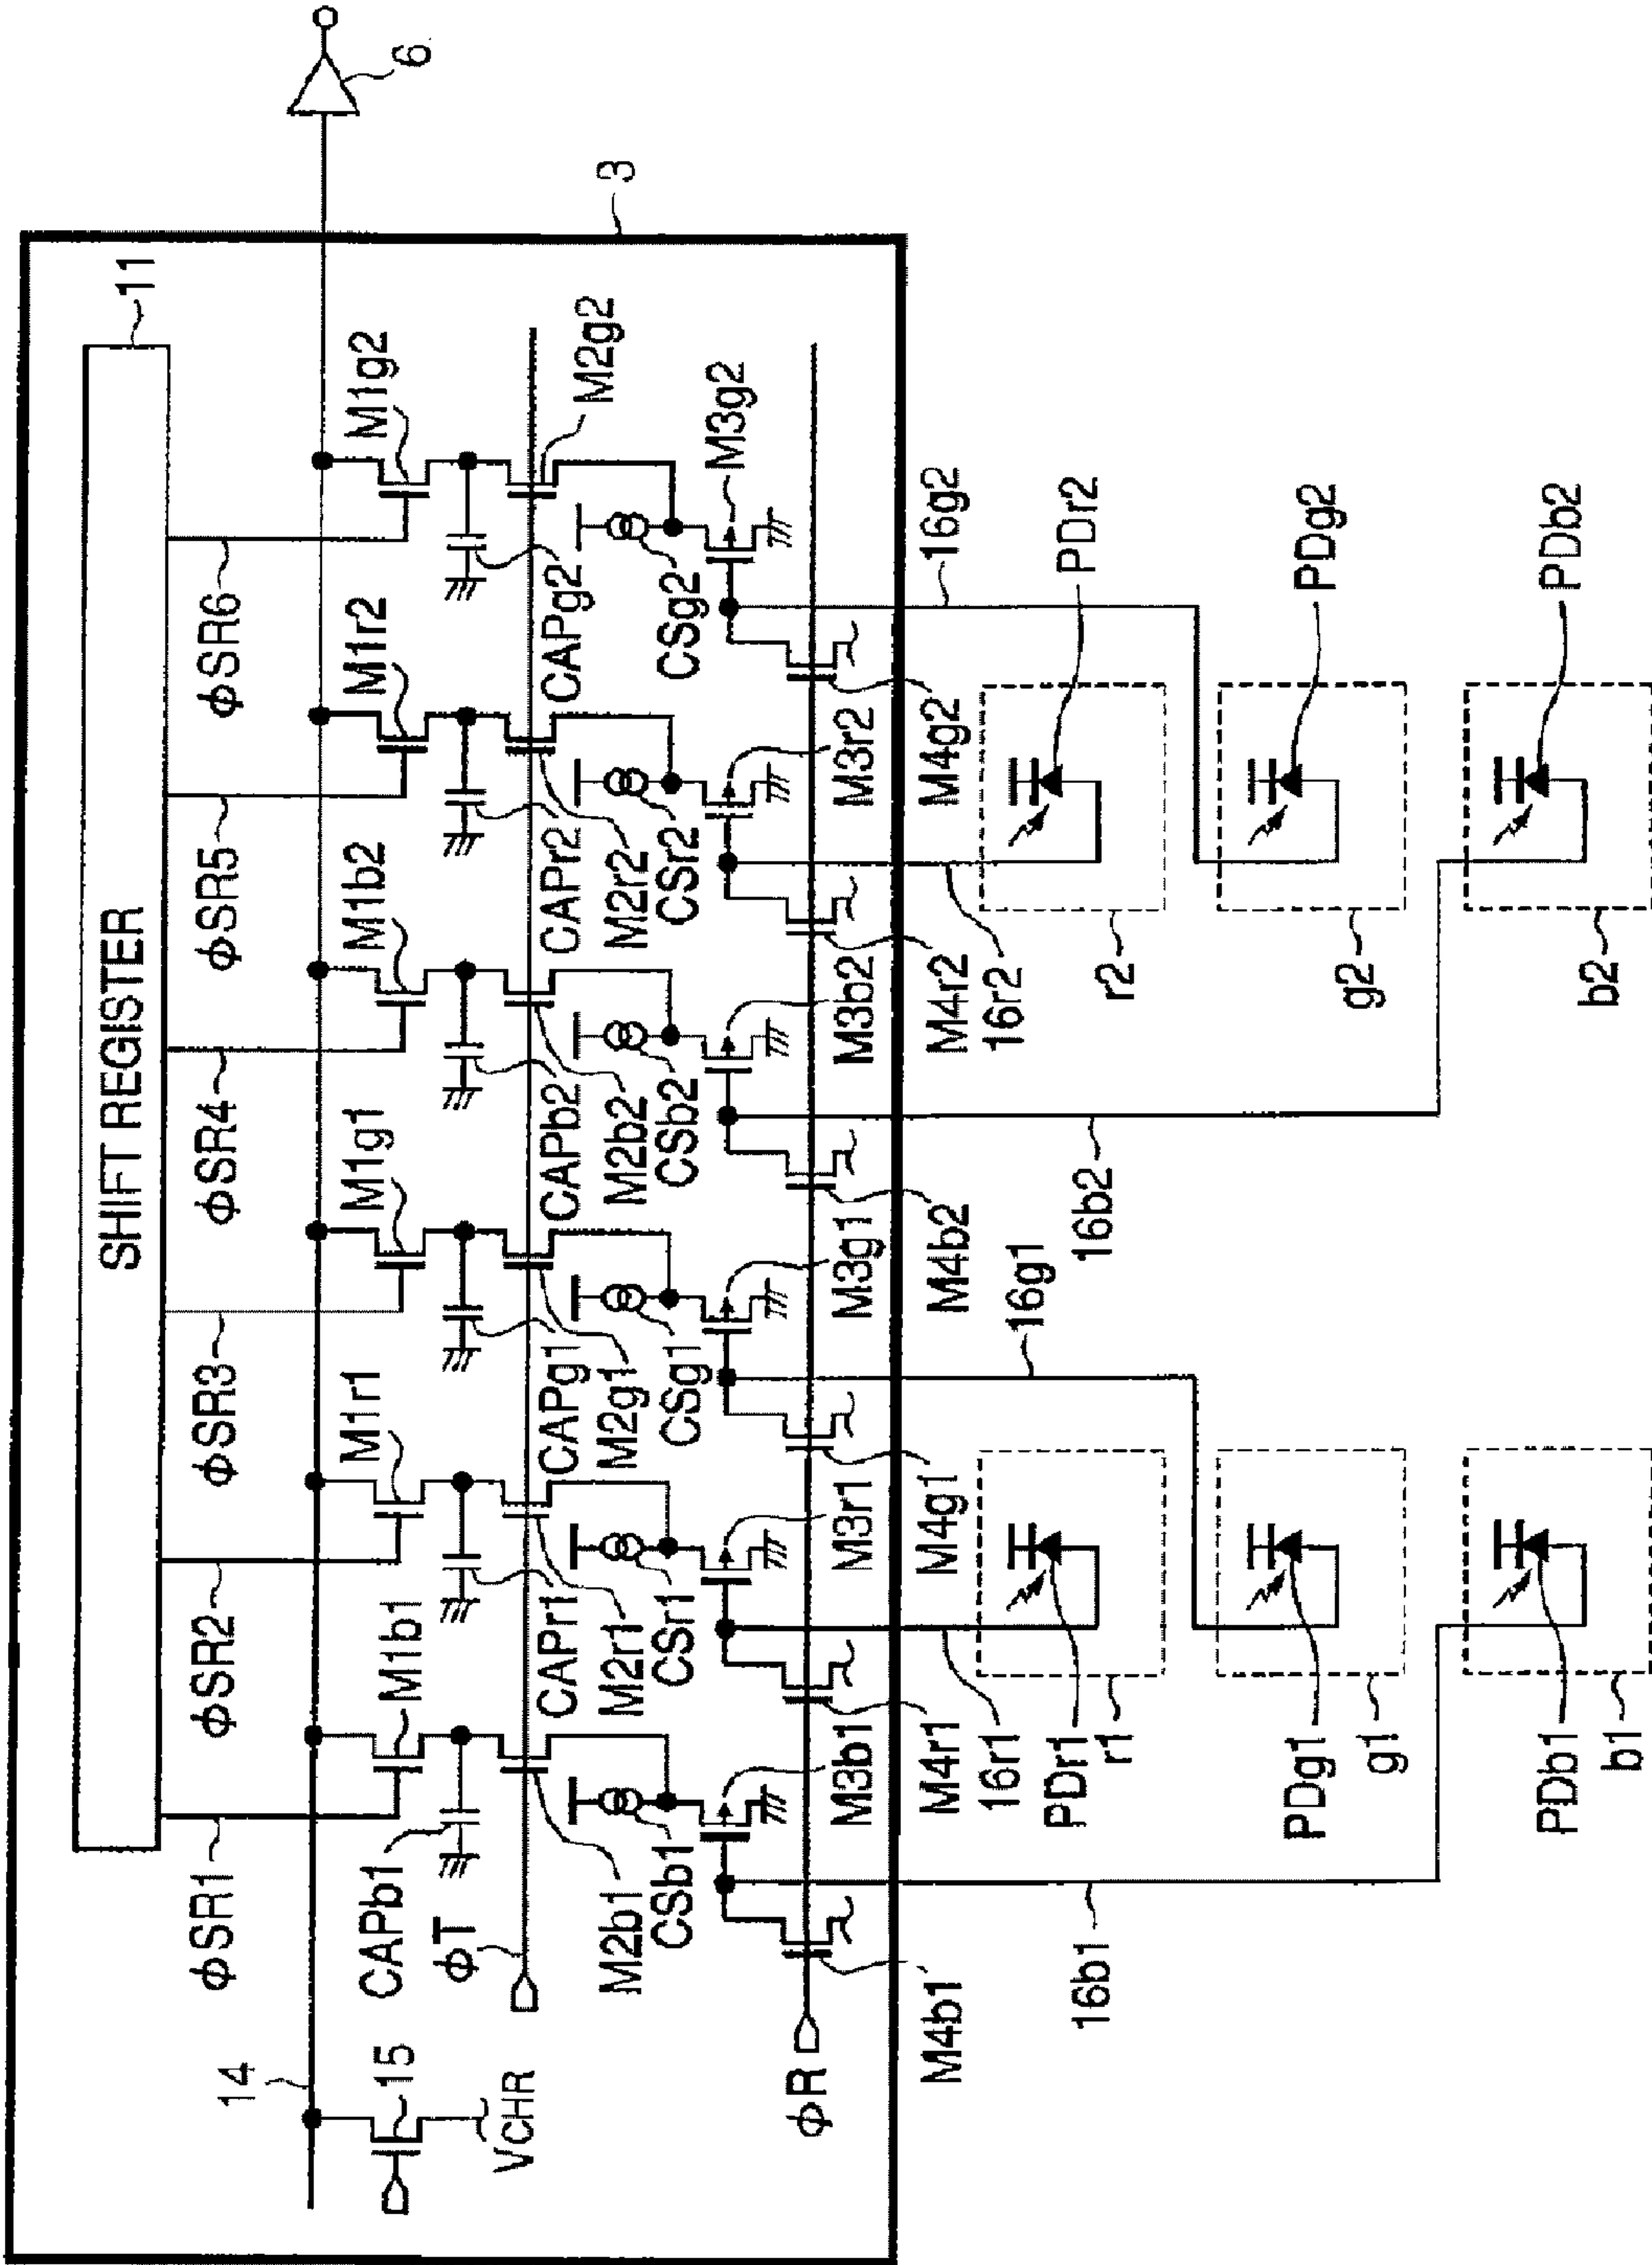 SHIFT REGISTER
11
3
6
ϕSR1
ϕSR2
ϕSR3
ϕSR4
ϕSR5
ϕSR6
14
15
VCHR
M1b1
M1r1
M1g1
M1b2
M1r2
M1g2
CAPb1
CAPr1
CAPg1
CAPb2
CAPr2
CAPg2
ϕT
M2b1
M2r1
M2g1
M2b2
M2r2
M2g2
CSb1
CSr1
CSg1
CSb2
CSr2
CSg2
ϕR
M3b1
M3r1
M3g1
M3b2
M3r2
M3g2
M4b1
M4r1
M4g1
M4b2
M4r2
M4g2
16b1
16r1
16g1
16b2
16r2
16g2
PDr1
r1
r2
PDr2
PDg1
g1
g2
PDg2
PDb1
b1
b2
PDb2